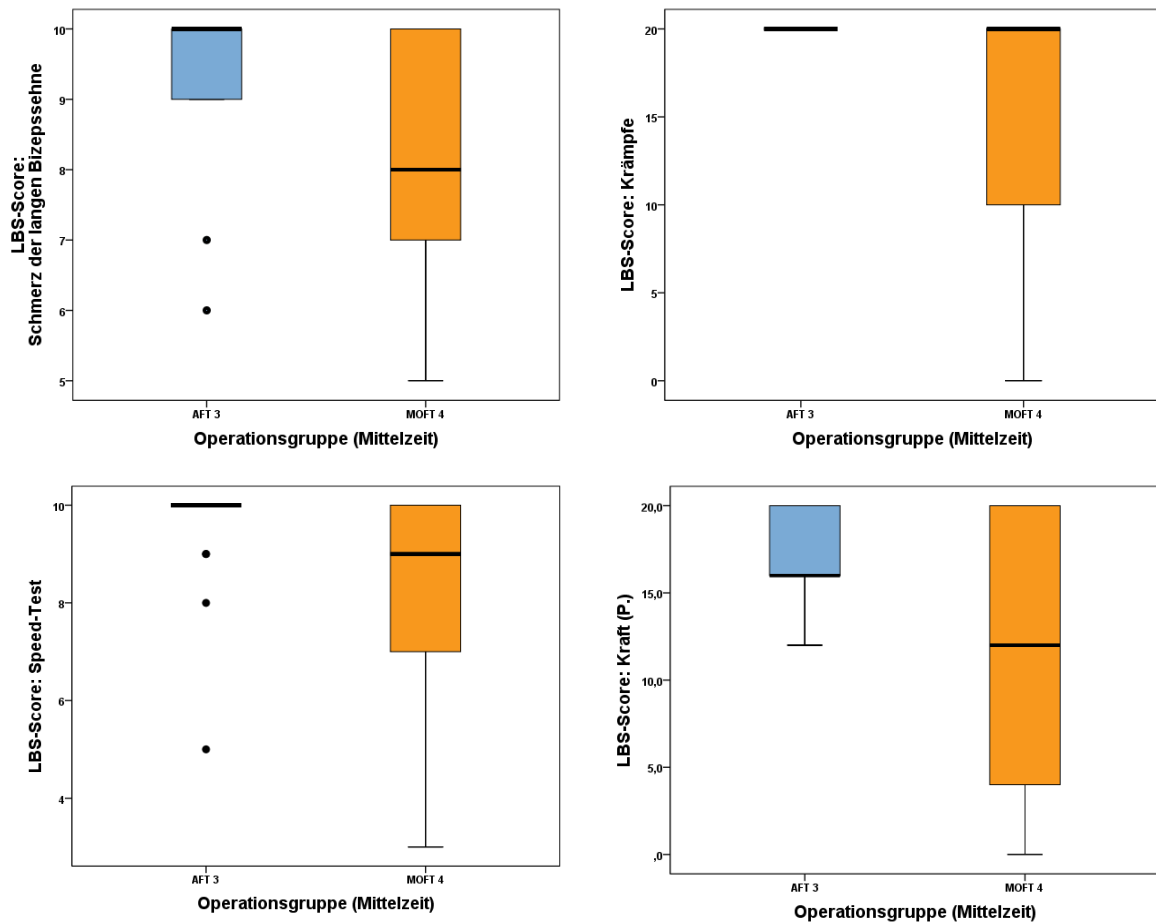 LBS-Score:
Schmerz der langen Bizepssehne
10
9
8
7
6
5
AFT 3 MOFT 4
Operationsgruppe (Mittelzeit)
LBS-Score: Krämpfe
20
15
10
5
0
AFT 3 MOFT 4
Operationsgruppe (Mittelzeit)
LBS-Score: Speed-Test
10
8
6
4
AFT 3 MOFT 4
Operationsgruppe (Mittelzeit)
LBS-Score: Kraft (P.)
20,0
15,0
10,0
5,0
,0
AFT 3 MOFT 4
Operationsgruppe (Mittelzeit)